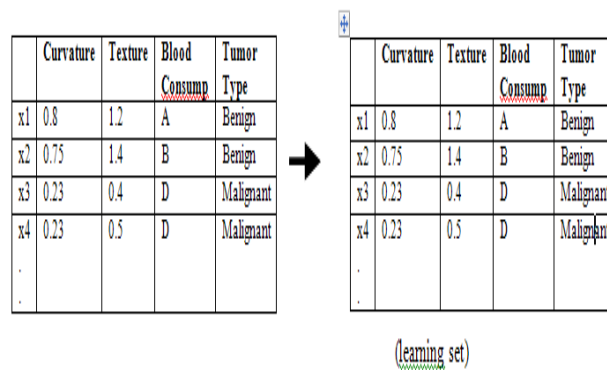 Curvature Texture Blood Consump Tumor Type
x1 0.8 1.2 A Benign
x2 0.75 1.4 B Benign
x3 0.23 0.4 D Malignant
x4 0.23 0.5 D Malignant
.
.
Curvature Texture Blood Consump Tumor Type
x1 0.8 1.2 A Benign
x2 0.75 1.4 B Benign
x3 0.23 0.4 D Malignan
x4 0.23 0.5 D Malignan
.
.
(learning set)